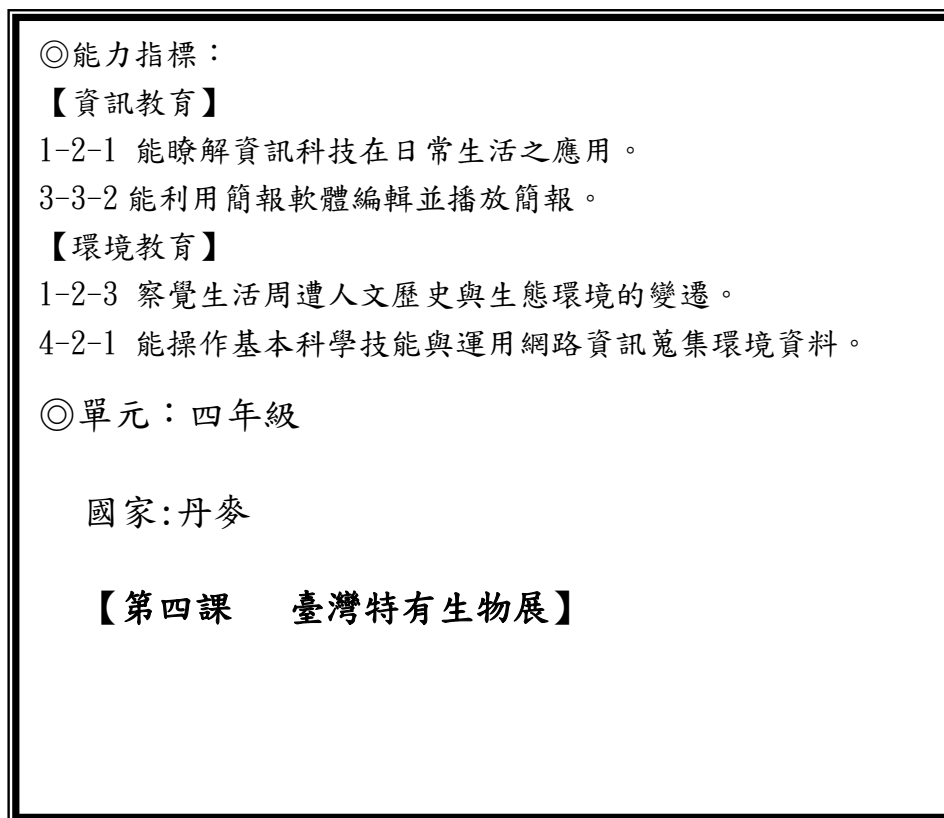 ◎能力指標：
【資訊教育】
1-2-1 能瞭解資訊科技在日常生活之應用。
3-3-2 能利用簡報軟體編輯並播放簡報。
【環境教育】
1-2-3 察覺生活周遭人文歷史與生態環境的變遷。
4-2-1 能操作基本科學技能與運用網路資訊蒐集環境資料。
◎單元：四年級
國家:丹麥
【第四課 臺灣特有生物展】